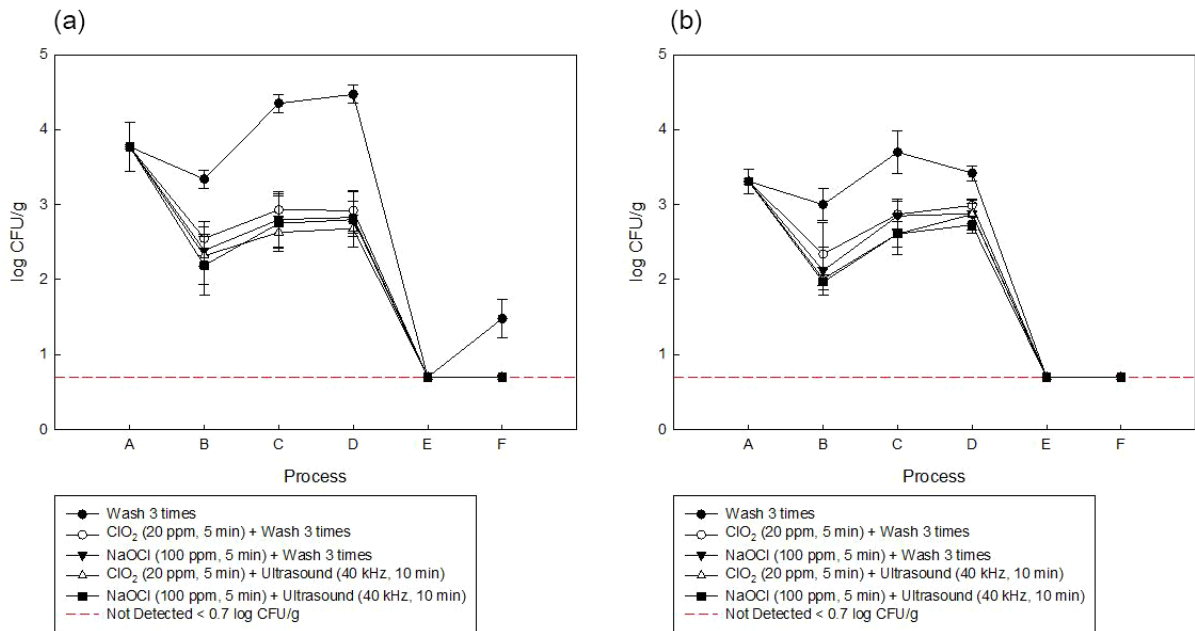 (a)
5
4
3
2
1
0
log CFU/g
A B C D E F
Process
Wash 3 times
ClO₂ (20 ppm, 5 min) + Wash 3 times
NaOCl (100 ppm, 5 min) + Wash 3 times
ClO₂ (20 ppm, 5 min) + Ultrasound (40 kHz, 10 min)
NaOCl (100 ppm, 5 min) + Ultrasound (40 kHz, 10 min)
Not Detected < 0.7 log CFU/g
(b)
5
4
3
2
1
0
log CFU/g
A B C D E F
Process
Wash 3 times
ClO₂ (20 ppm, 5 min) + Wash 3 times
NaOCl (100 ppm, 5 min) + Wash 3 times
ClO₂ (20 ppm, 5 min) + Ultrasound (40 kHz, 10 min)
NaOCl (100 ppm, 5 min) + Ultrasound (40 kHz, 10 min)
Not Detected < 0.7 log CFU/g